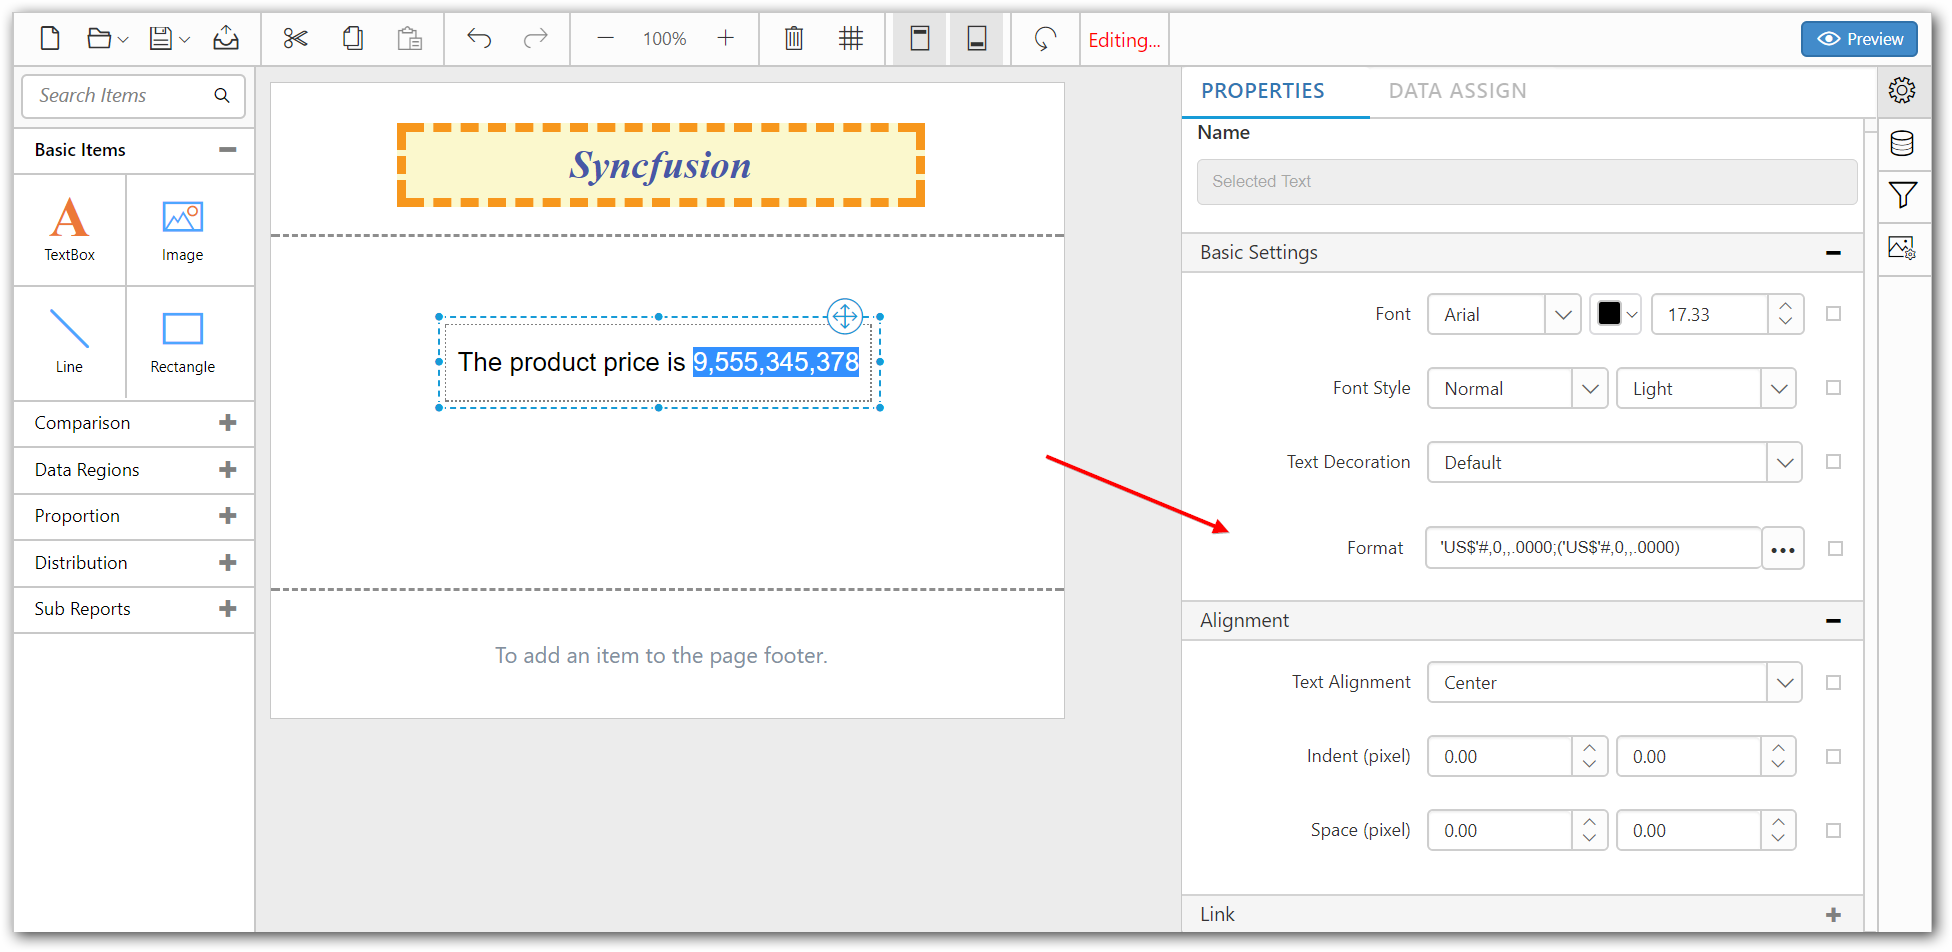 100%
Editing...
Preview
Search Items
Basic Items
A
TextBox
Image
Line
Rectangle
Comparison
Data Regions
Proportion
Distribution
Sub Reports
Syncfusion
The product price is 9,555,345,378
To add an item to the page footer.
PROPERTIES
DATA ASSIGN
Name
Selected Text
Basic Settings
Font
Arial
17.33
Font Style
Normal
Light
Text Decoration
Default
Format
'US$'#,0,,.0000;('US$'#,0,,.0000)
Alignment
Text Alignment
Center
Indent (pixel)
0.00
0.00
Space (pixel)
0.00
0.00
Link